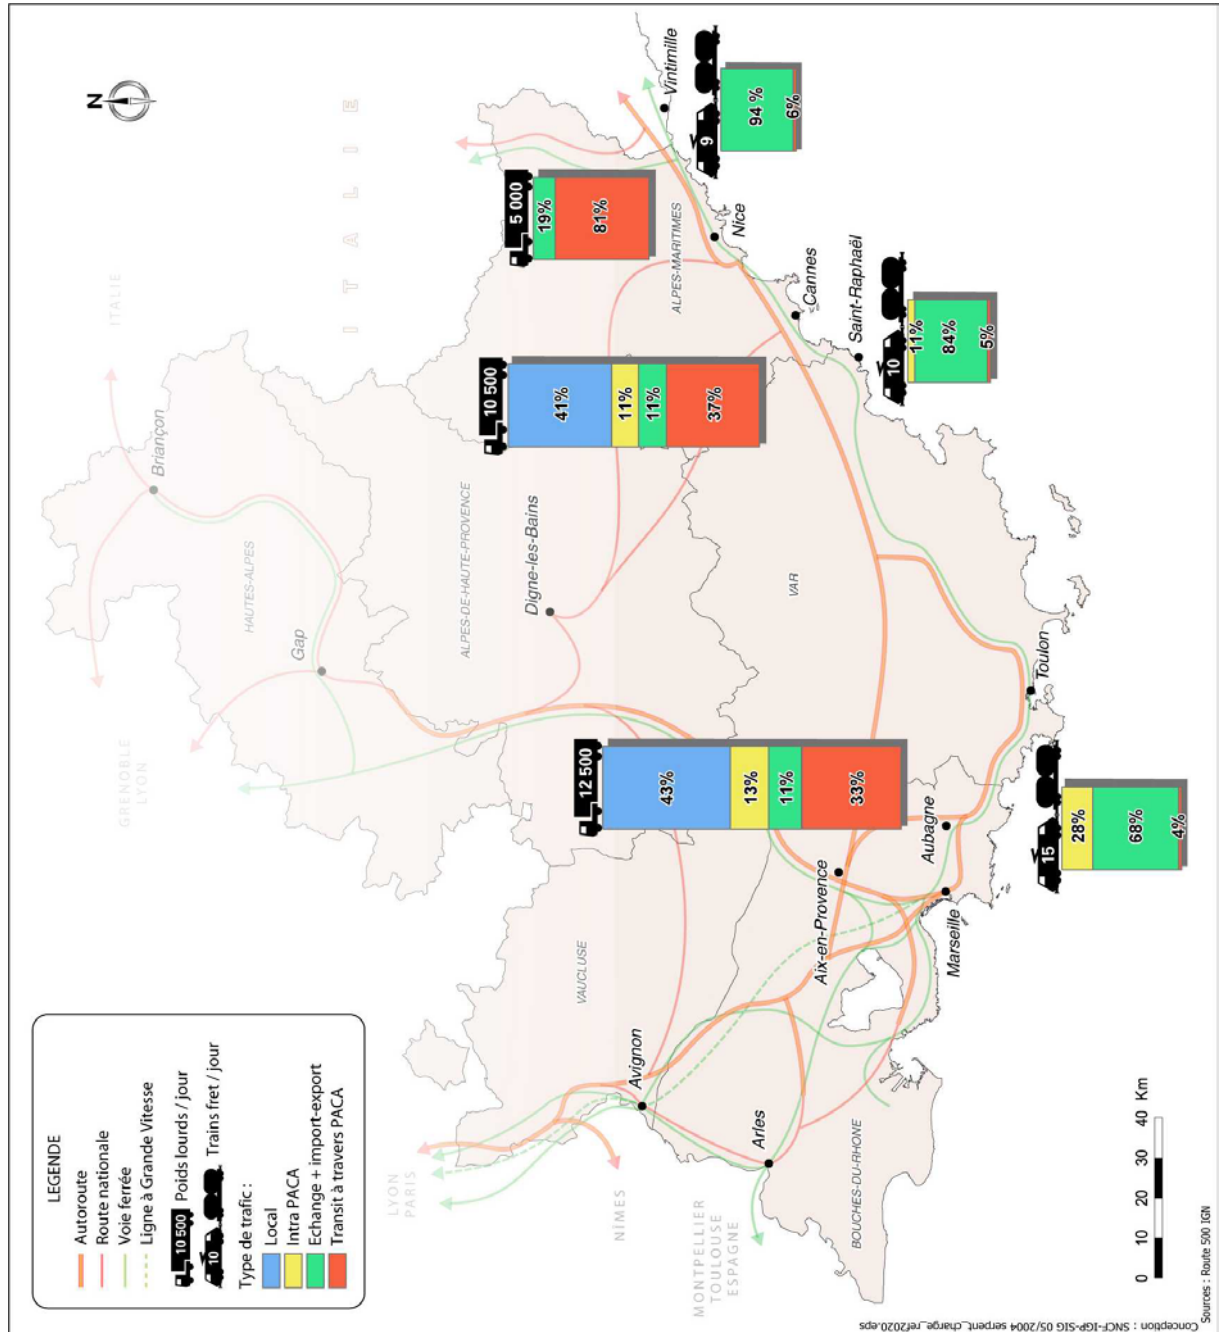 LEGENDE
Autoroute
Route nationale
Voie ferrée
Ligne à Grande Vitesse
10 500 Poids lourds / jour
10 Trains fret / jour
Type de trafic :
Local
Intra PACA
Echange + import-export
Transit à travers PACA
N
ITALIE
I T A L I E
GRENOBLE
LYON
LYON
PARIS
NÎMES
MONTPELLIER
TOULOUSE
ESPAGNE
HAUTES-ALPES
ALPES-DE-HAUTE-PROVENCE
ALPES-MARITIMES
VAUCLUSE
VAR
BOUCHES-DU-RHONE
Briançon
Gap
Digne-les-Bains
Avignon
Arles
Aix-en-Provence
Marseille
Aubagne
Toulon
Saint-Raphaël
Cannes
Nice
Vintimille
12 500
43%
13%
11%
33%
10 500
41%
11%
11%
37%
5 000
19%
81%
15
28%
68%
4%
10
11%
84%
5%
9
94 %
6%
0 10 20 30 40 Km
Sources : Route 500 IGN
Conception : SNCF-IGP-SIG 05/2004 serpent_charge_ref2020.eps